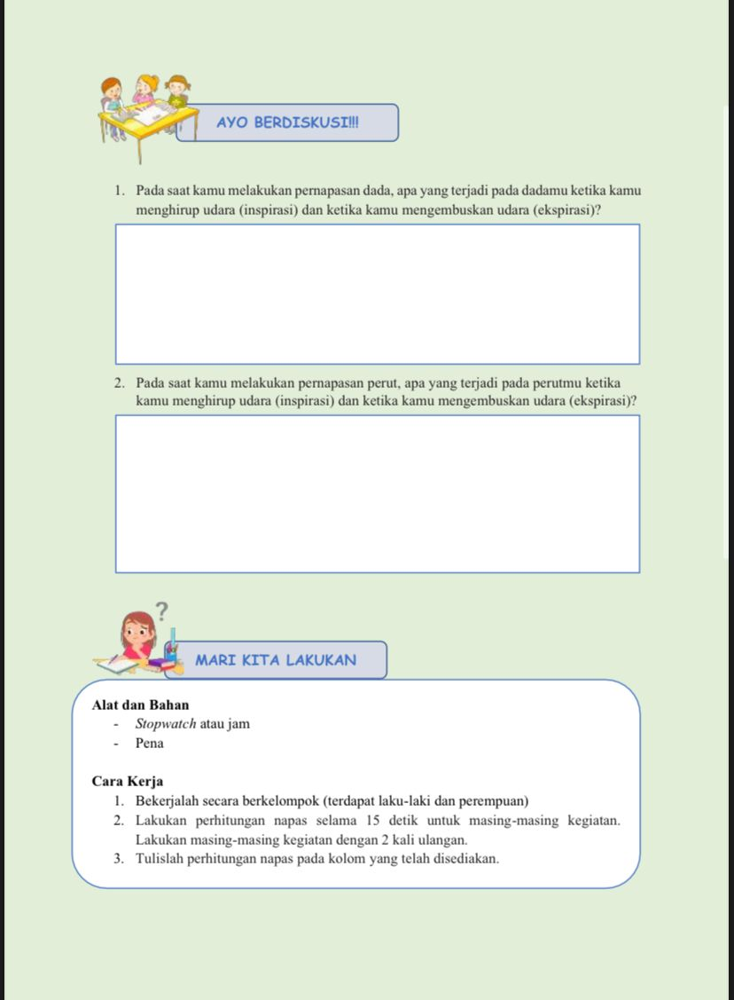 AYO BERDISKUSI!!!
1. Pada saat kamu melakukan pernapasan dada, apa yang terjadi pada dadamu ketika kamu
menghirup udara (inspirasi) dan ketika kamu mengembuskan udara (ekspirasi)?
2. Pada saat kamu melakukan pernapasan perut, apa yang terjadi pada perutmu ketika
kamu menghirup udara (inspirasi) dan ketika kamu mengembuskan udara (ekspirasi)?
?
MARI KITA LAKUKAN
Alat dan Bahan
- Stopwatch atau jam
- Pena
Cara Kerja
1. Bekerjalah secara berkelompok (terdapat laku-laki dan perempuan)
2. Lakukan perhitungan napas selama 15 detik untuk masing-masing kegiatan.
Lakukan masing-masing kegiatan dengan 2 kali ulangan.
3. Tulislah perhitungan napas pada kolom yang telah disediakan.